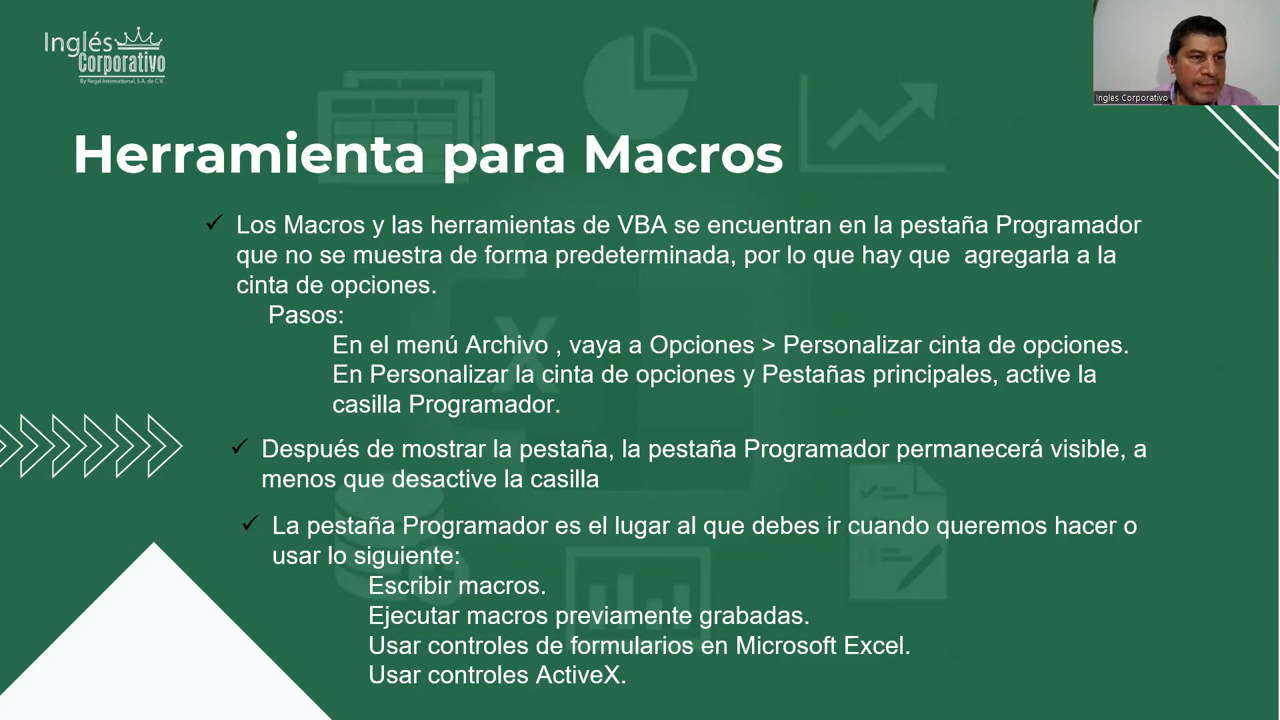 Inglés
Corporativo
By Regal International, S.A. de C.V.
Ingles Corporativo
Herramienta para Macros
Los Macros y las herramientas de VBA se encuentran en la pestaña Programador
que no se muestra de forma predeterminada, por lo que hay que agregarla a la
cinta de opciones.
Pasos:
En el menú Archivo , vaya a Opciones > Personalizar cinta de opciones.
En Personalizar la cinta de opciones y Pestañas principales, active la
casilla Programador.
Después de mostrar la pestaña, la pestaña Programador permanecerá visible, a
menos que desactive la casilla
La pestaña Programador es el lugar al que debes ir cuando queremos hacer o
usar lo siguiente:
Escribir macros.
Ejecutar macros previamente grabadas.
Usar controles de formularios en Microsoft Excel.
Usar controles ActiveX.